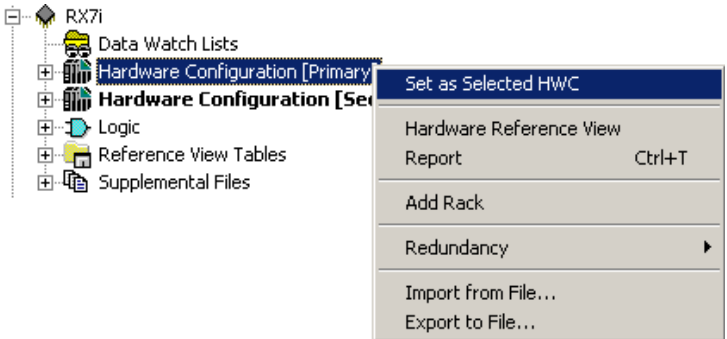 RX7i
Data Watch Lists
Hardware Configuration [Primary]
Hardware Configuration [Sec
Logic
Reference View Tables
Supplemental Files
Set as Selected HWC
Hardware Reference View
Report Ctrl+T
Add Rack
Redundancy
Import from File...
Export to File...